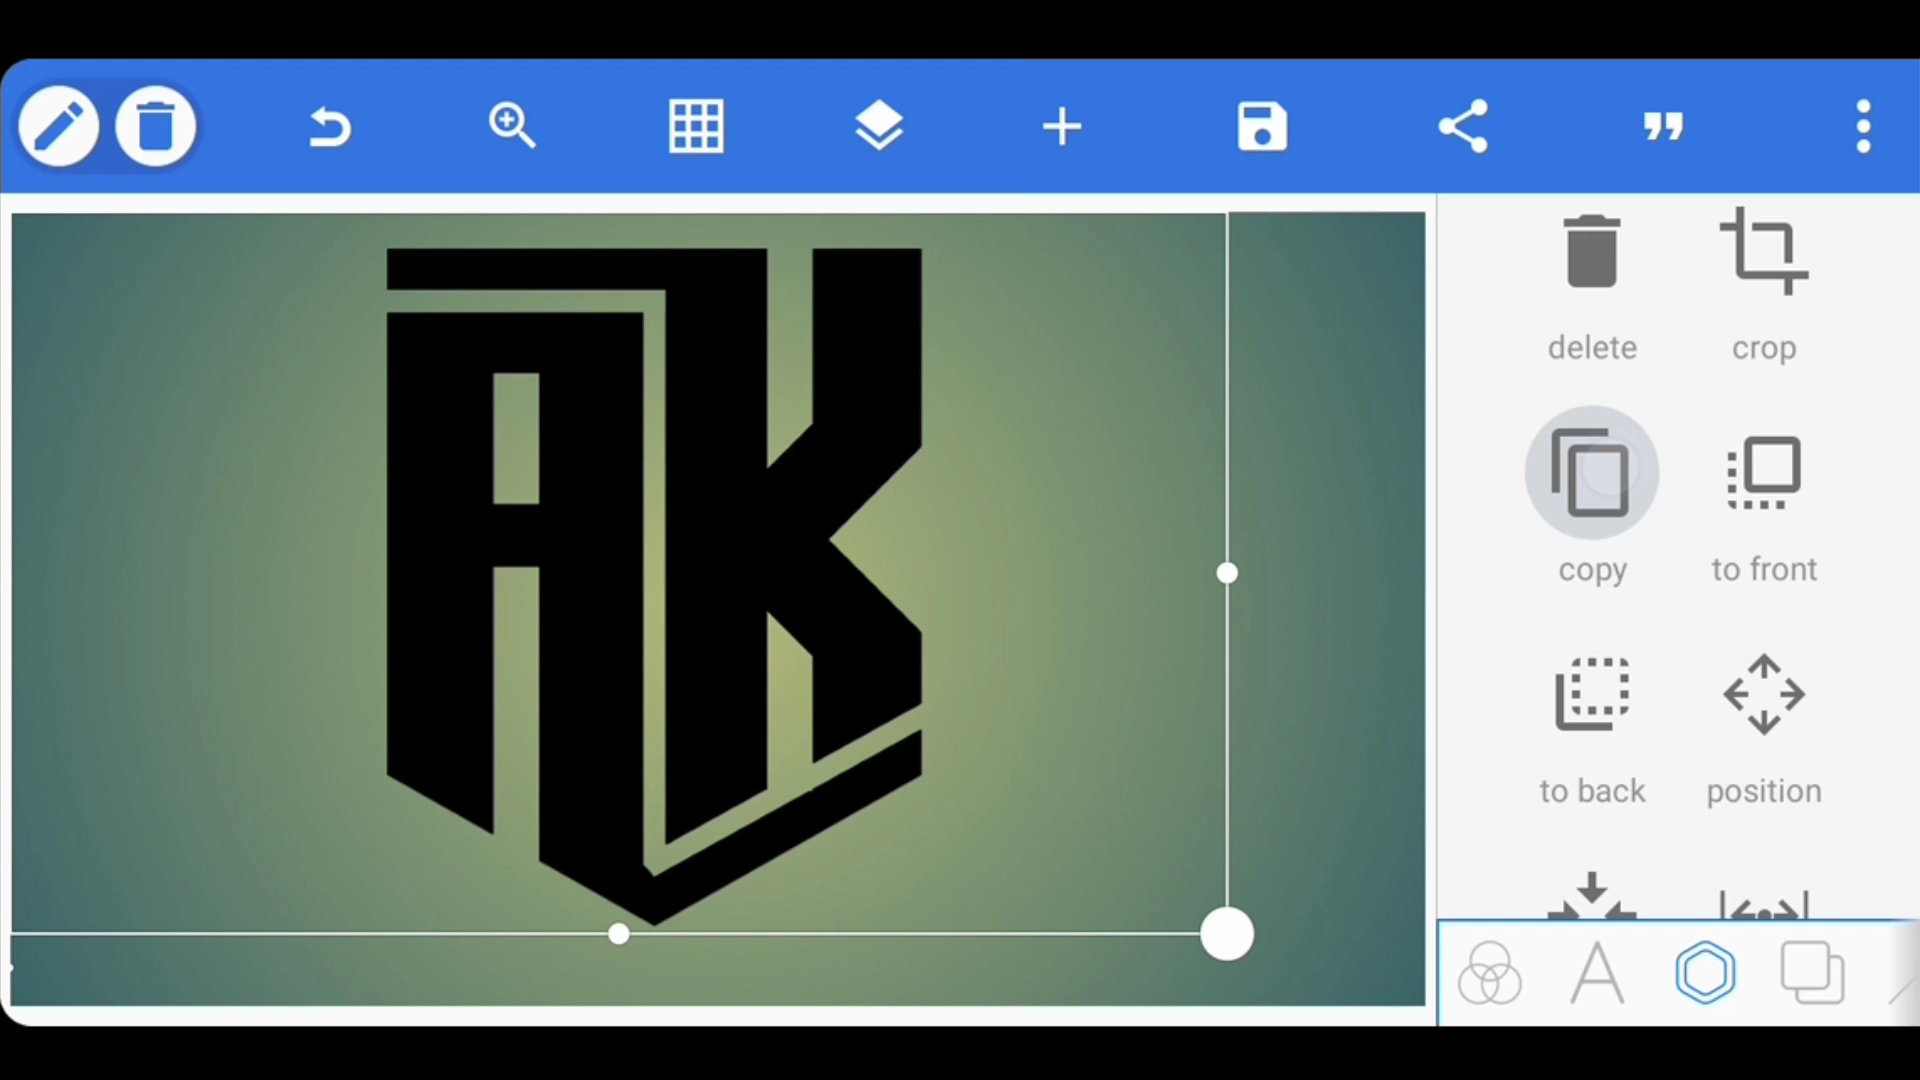 AK
delete crop
copy to front
to back position
A